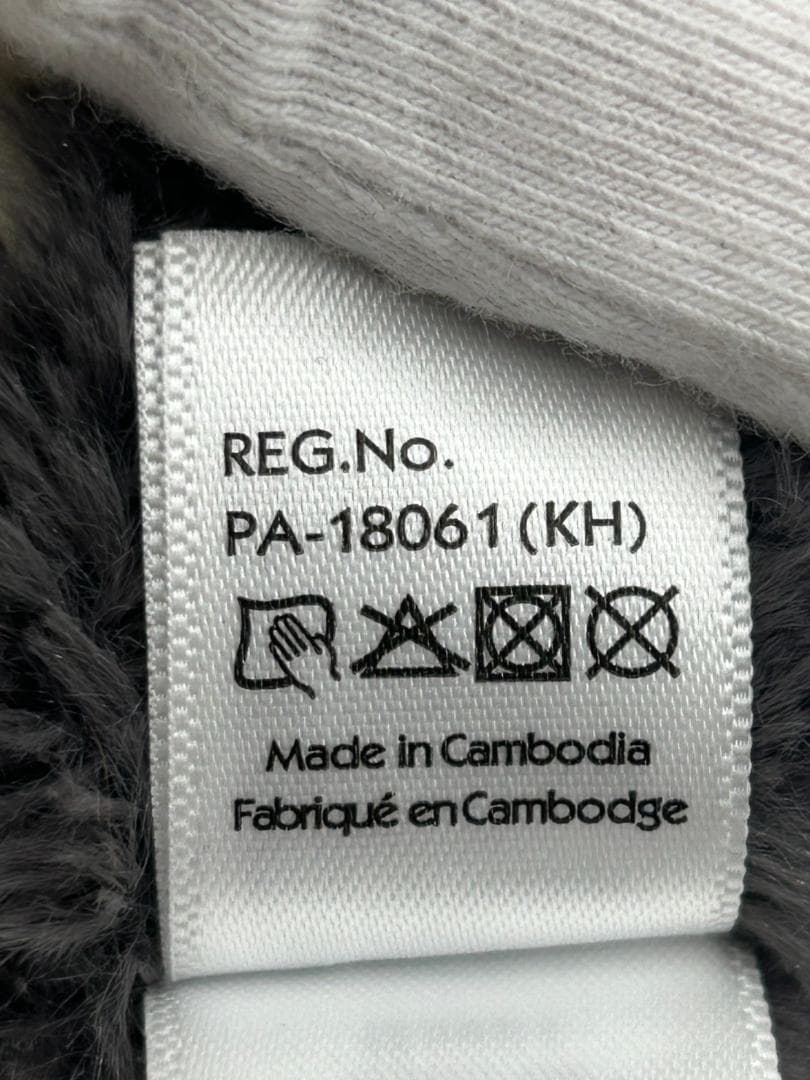 REG.No.
PA-18061(KH)
Made in Cambodia
Fabriqué en Cambodge